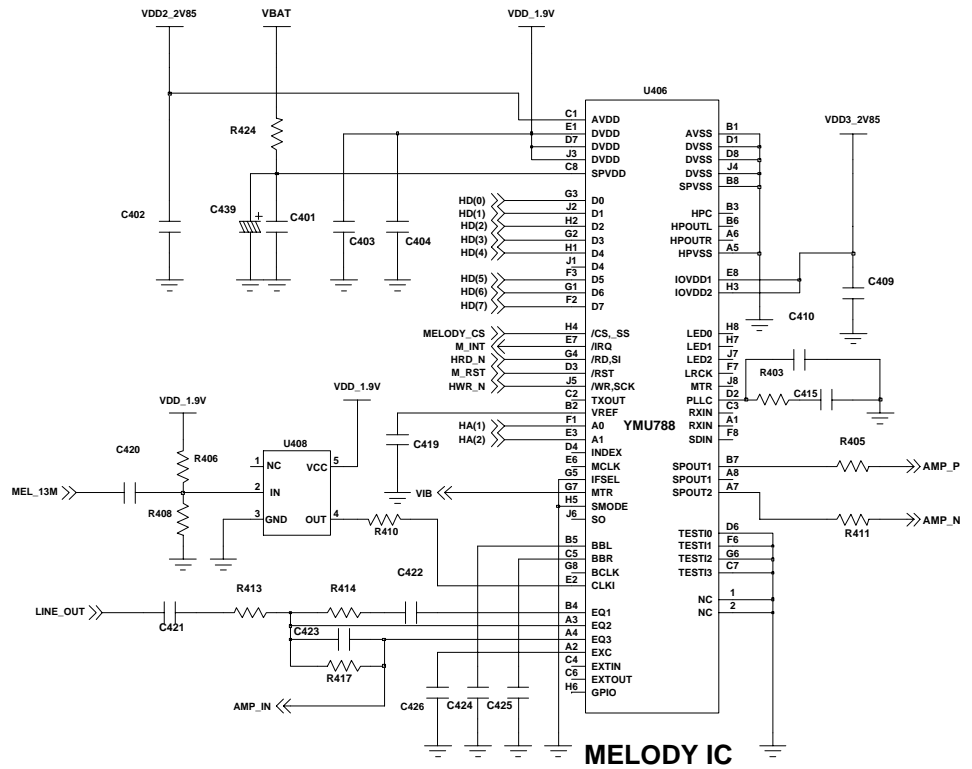 VDD2_2V85
VBAT
VDD_1.9V
U406
VDD3_2V85
R424
C402
C439
+
C401
C403
C404
C1 AVDD
E1 DVDD
D7 DVDD
J3 DVDD
C8 SPVDD
HD(0) G3 D0
HD(1) J2 D1
HD(2) H2 D2
HD(3) G2 D3
HD(4) H1 D4
J1 D4
HD(5) F3 D5
HD(6) G1 D6
HD(7) F2 D7
MELODY_CS H4 /CS,_SS
M_INT E7 /IRQ
HRD_N G4 /RD,SI
M_RST D3 /RST
HWR_N J5 /WR,SCK
C2 TXOUT
B2 VREF
HA(1) F1 A0
HA(2) E3 A1
D4 INDEX
E6 MCLK
G5 IFSEL
VIB G7 MTR
H5 SMODE
J6 SO
B5 BBL
C5 BBR
G8 BCLK
E2 CLKI
B4 EQ1
A3 EQ2
A4 EQ3
A2 EXC
C4 EXTIN
C6 EXTOUT
H6 GPIO
YMU788
AVSS B1
DVSS D1
DVSS D8
DVSS J4
SPVSS B8
HPC B3
HPOUTL B6
HPOUTR A6
HPVSS A5
IOVDD1 E8
IOVDD2 H3
LED0 H8
LED1 H7
LED2 J7
LRCK F7
MTR J8
PLLC D2
RXIN C3
RXIN A1
SDIN F8
SPOUT1 B7
SPOUT1 A8
SPOUT2 A7
TESTI0 D6
TESTI1 F6
TESTI2 G6
TESTI3 C7
NC 1
NC 2
C409
C410
R403
C415
R405
AMP_P
R411
AMP_N
C419
VDD_1.9V
VDD_1.9V
C420
R406
U408
MEL_13M
R408
1 NC
VCC 5
2 IN
3 GND
OUT 4
R410
C422
LINE_OUT
C421
R413
R414
C423
R417
AMP_IN
C426
C424
C425
MELODY IC